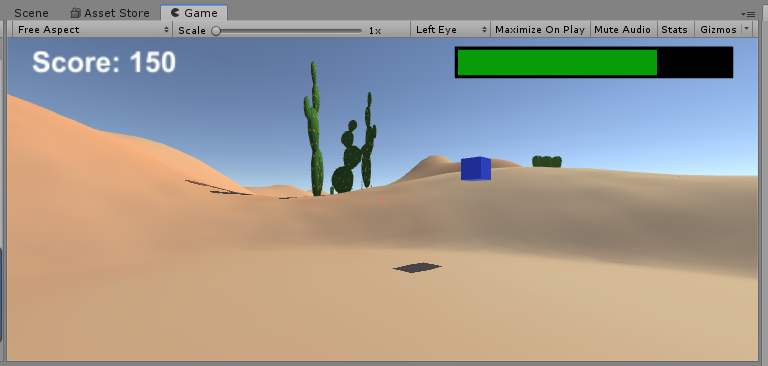 Scene Asset Store Game
Free Aspect Scale 1x Left Eye Maximize On Play Mute Audio Stats Gizmos
Score: 150